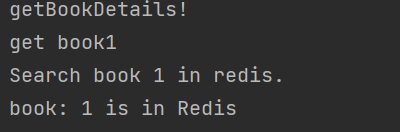 getBookDetails!
get book1
Search book 1 in redis.
book: 1 is in Redis